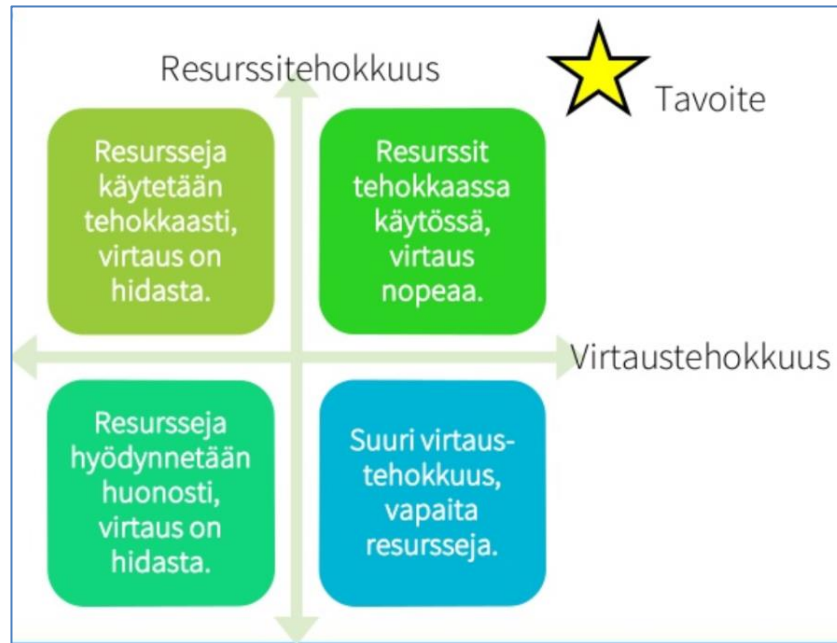 Resurssitehokkuus
Tavoite
Resursseja
käytetään
tehokkaasti,
virtaus on
hidasta.
Resurssit
tehokkaassa
käytössä,
virtaus
nopeaa.
Virtaustehokkuus
Resursseja
hyödynnetään
huonosti,
virtaus on
hidasta.
Suuri virtaus-
tehokkuus,
vapaita
resursseja.